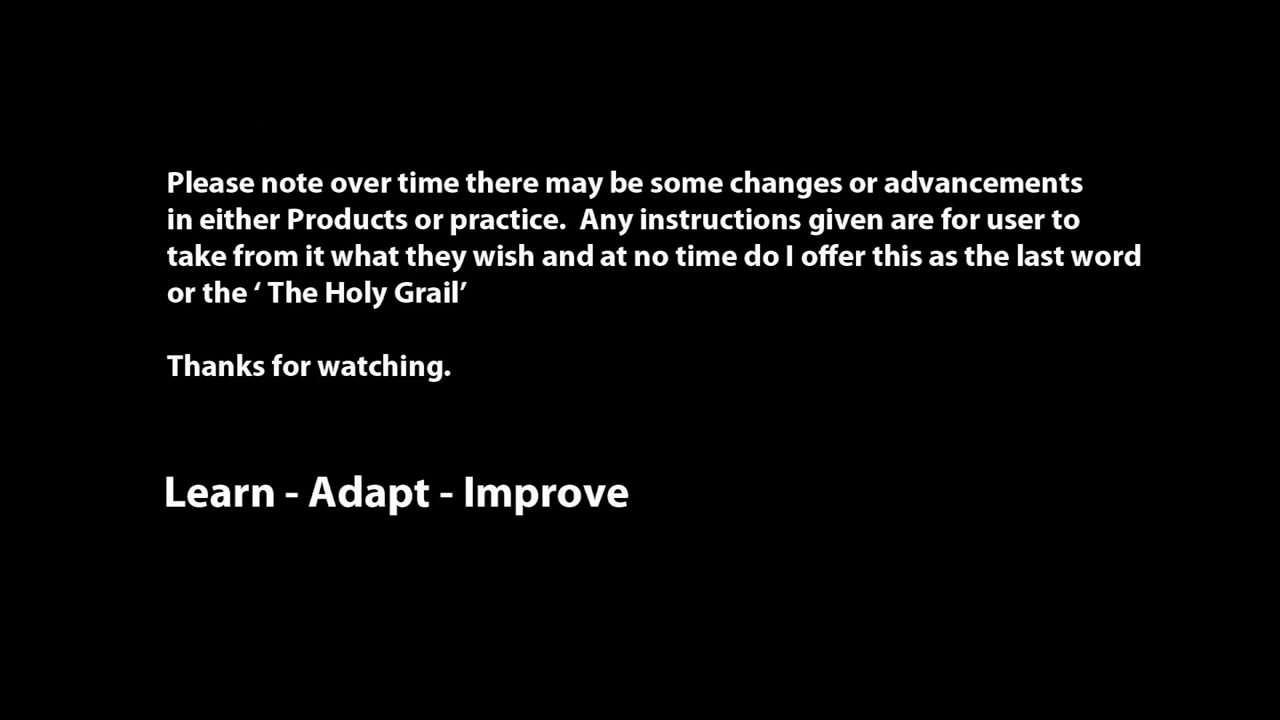 Please note over time there may be some changes or advancements
in either Products or practice.  Any instructions given are for user to
take from it what they wish and at no time do I offer this as the last word
or the ‘ The Holy Grail’
Thanks for watching.
Learn - Adapt - Improve